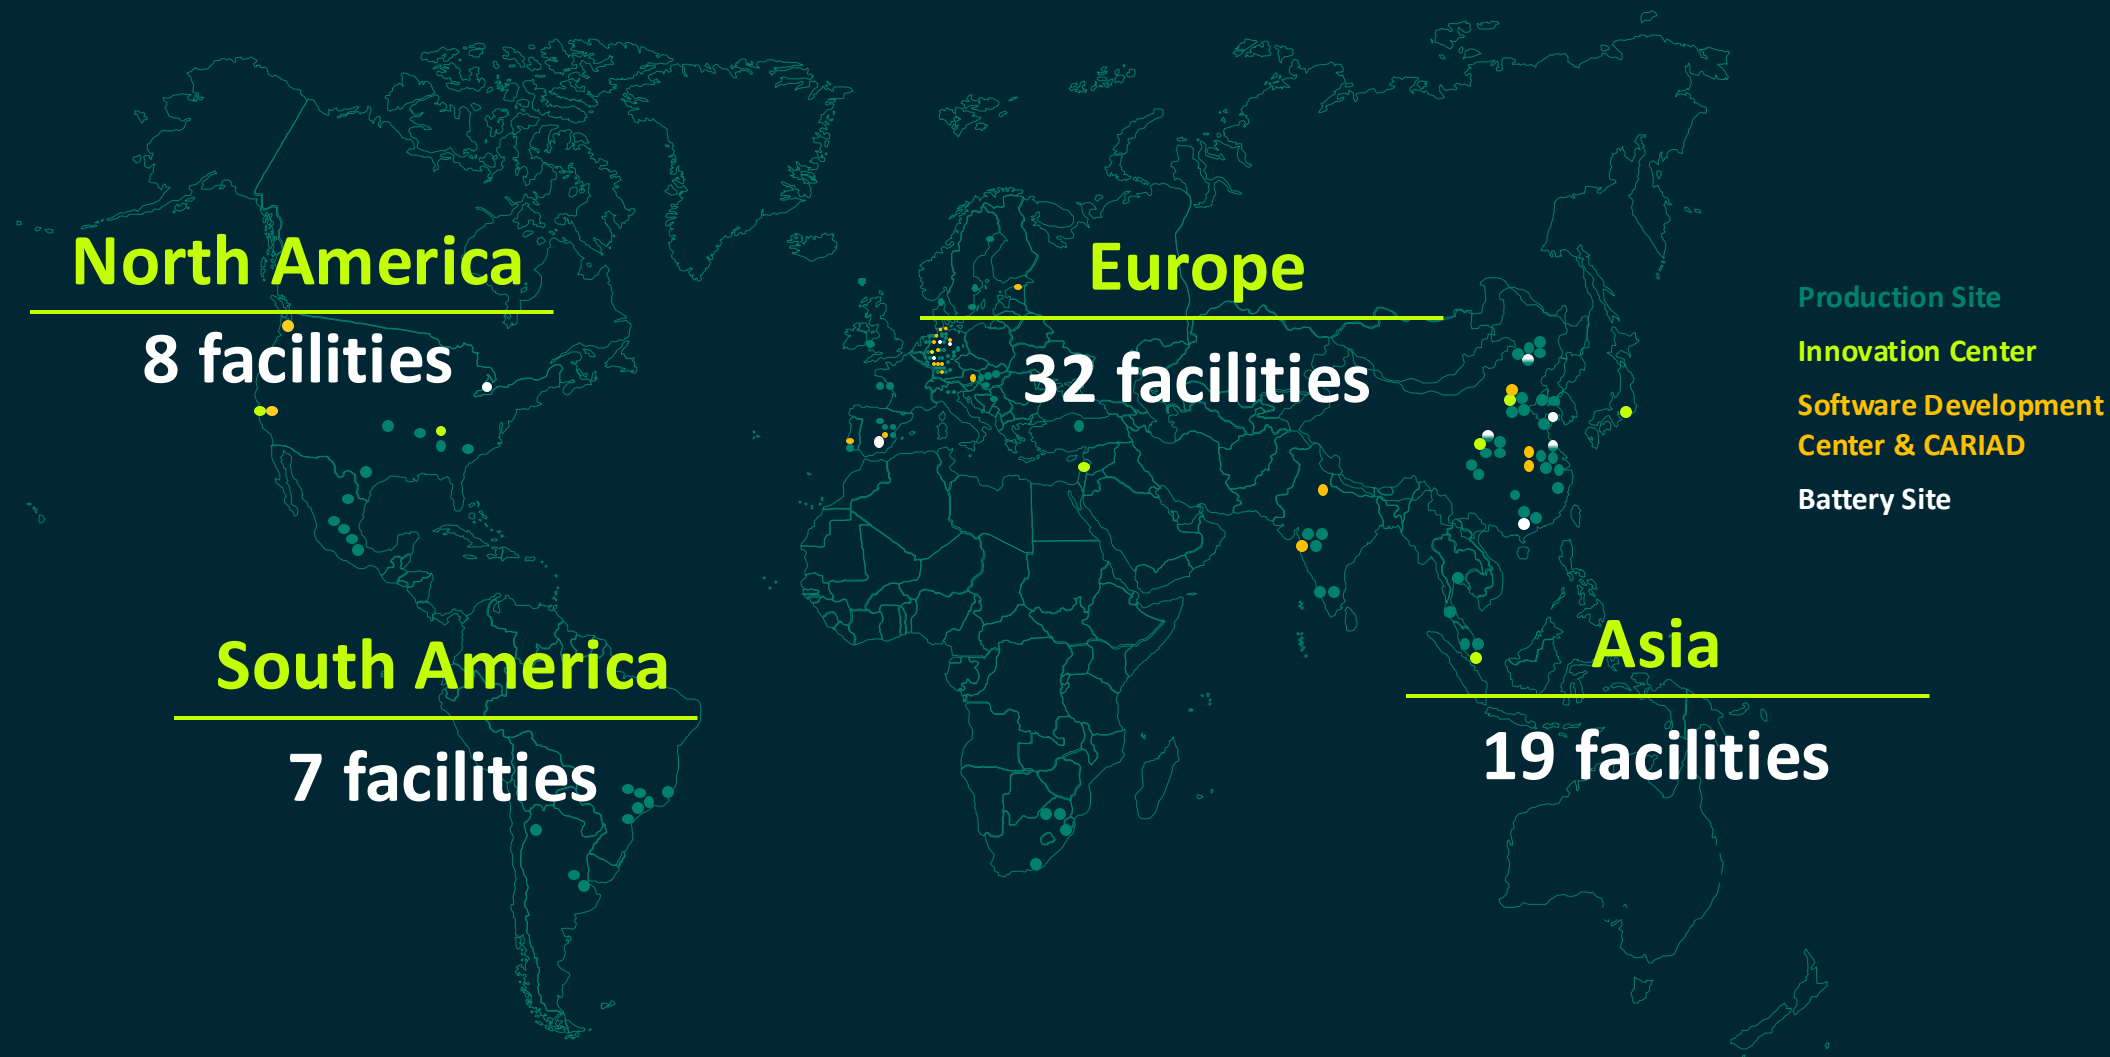 North America
8 facilities
Europe
32 facilities
South America
7 facilities
Asia
19 facilities
Production Site
Innovation Center
Software Development
Center & CARIAD
Battery Site